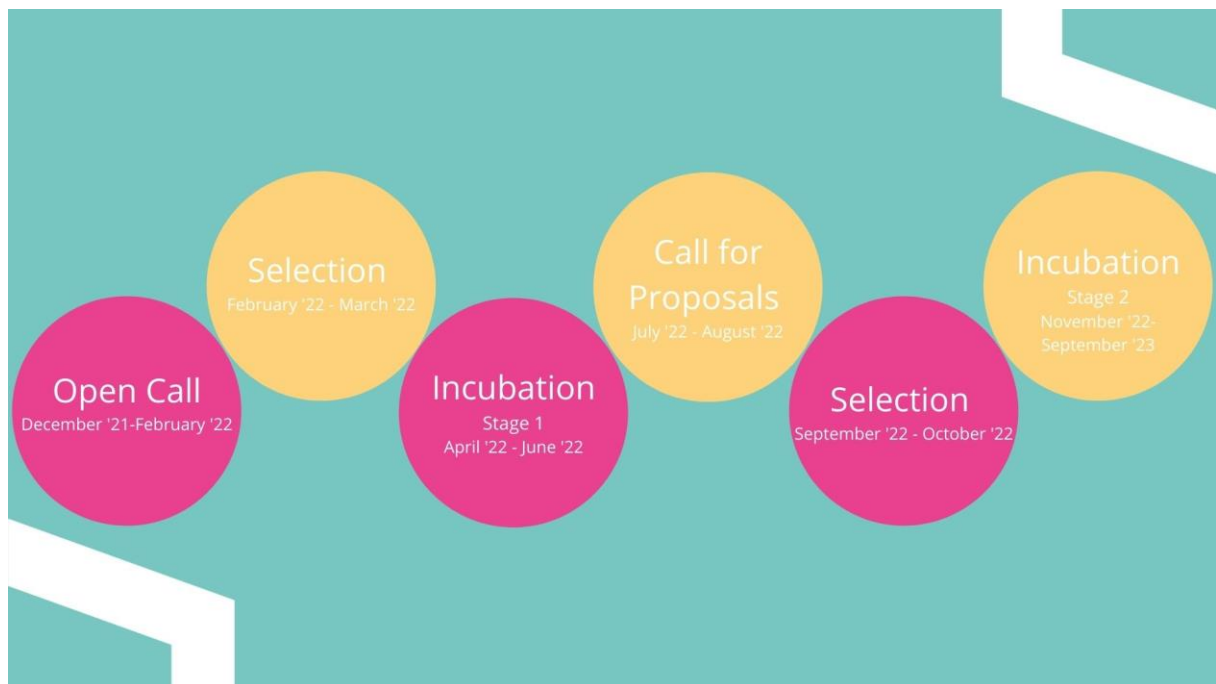 Open Call
December '21-February '22
Selection
February '22 - March '22
Incubation
Stage 1
April '22 - June '22
Call for
Proposals
July '22 - August '22
Selection
September '22 - October '22
Incubation
Stage 2
November '22-
September '23